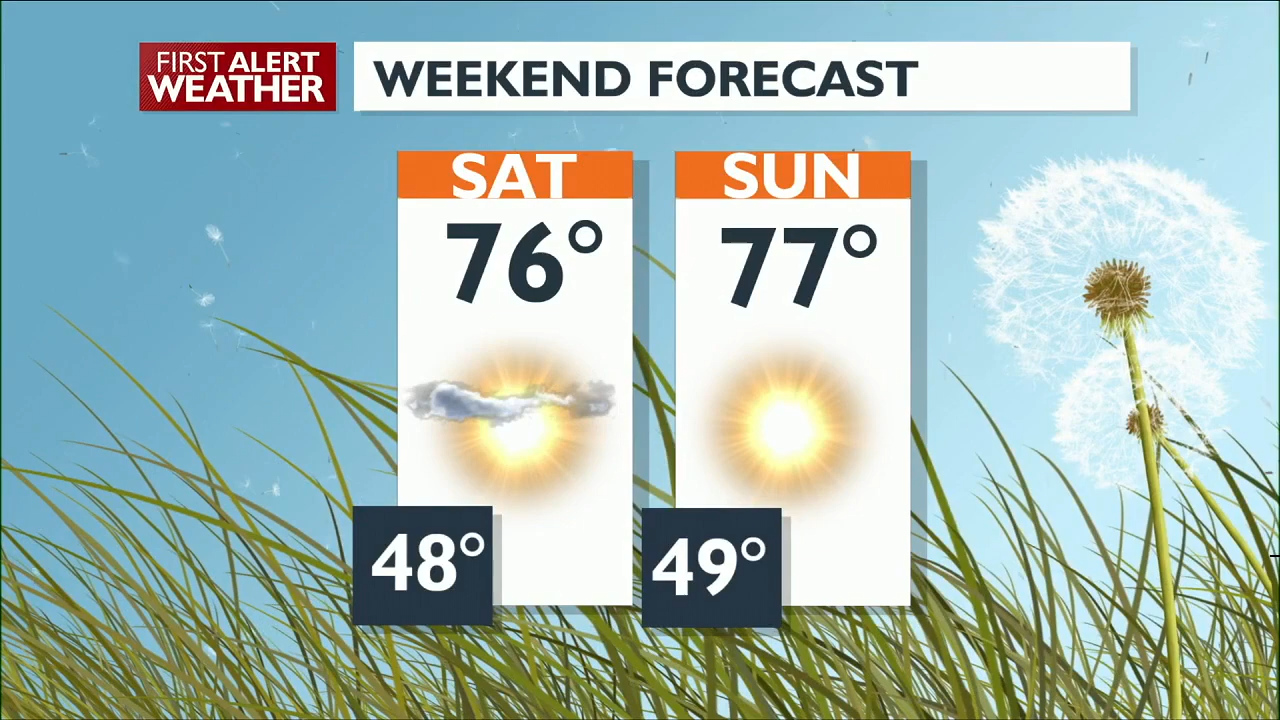 FIRST ALERT
WEATHER
WEEKEND FORECAST
SAT
SUN
76°
77°
48°
49°